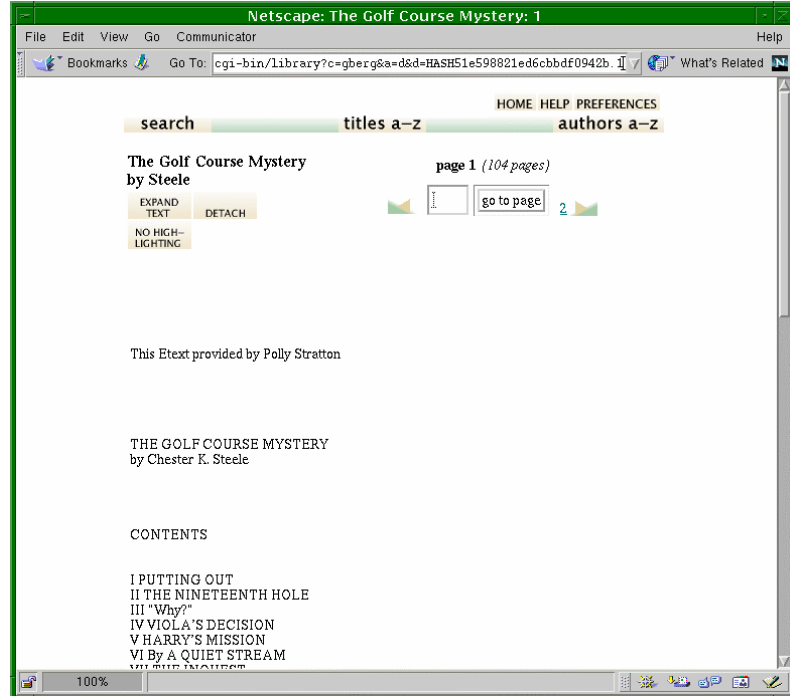 Netscape: The Golf Course Mystery: 1
File Edit View Go Communicator Help
Bookmarks Go To: cgi-bin/library?c=gberg&a=d&d=HASH51e598821ed6cbbdf0942b.1 What's Related
HOME HELP PREFERENCES
search titles a–z authors a–z
The Golf Course Mystery
by Steele
page 1 (104 pages)
EXPAND
TEXT
DETACH
NO HIGH–
LIGHTING
go to page 2
This Etext provided by Polly Stratton
THE GOLF COURSE MYSTERY
by Chester K. Steele
CONTENTS
I PUTTING OUT
II THE NINETEENTH HOLE
III "Why?"
IV VIOLA'S DECISION
V HARRY'S MISSION
VI By A QUIET STREAM
VII THE INQUEST
100%